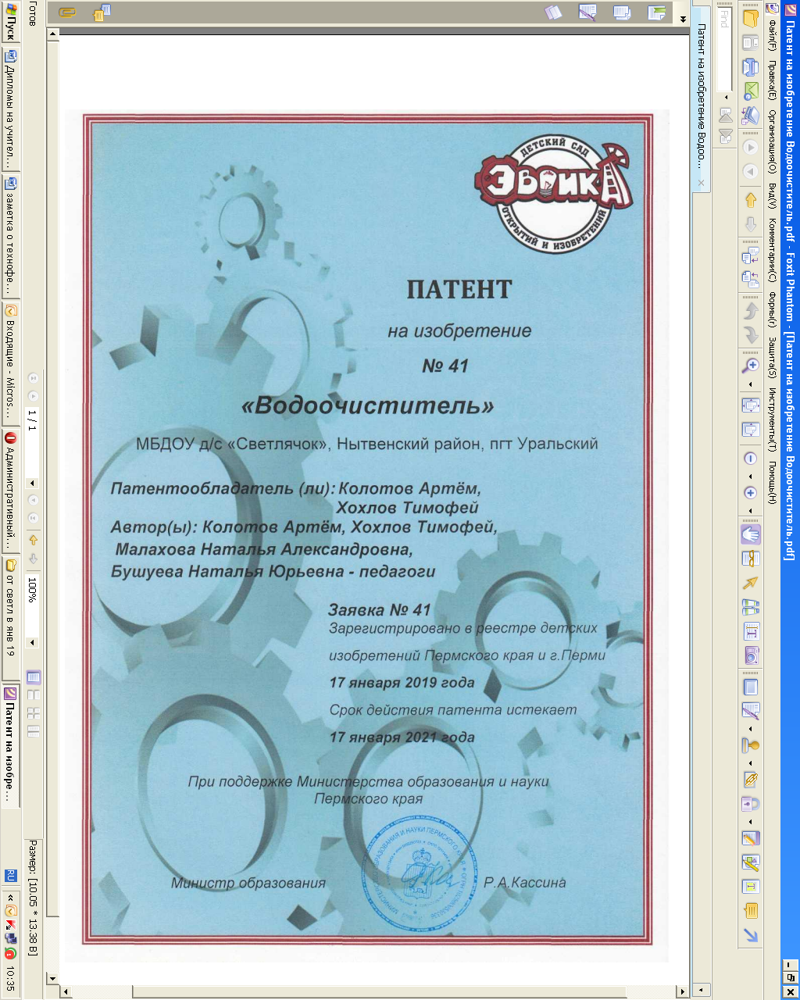 Патент на изобретение Водоочиститель.pdf - Foxit Phantom - [Патент на изобретение Водоочиститель.pdf]
Файл(F) Правка(E) Организация(O) Вид(V) Комментарии(C) Формы(r) Защита(S) Инструменты(T) Помощь(H)
Find
Патент на изобретение Водоо...
ДЕТСКИЙ САД
ЭВРИКА
ОТКРЫТИЙ И ИЗОБРЕТЕНИЙ
ПАТЕНТ
на изобретение
№ 41
«Водоочиститель»
МБДОУ д/с «Светлячок», Нытвенский район, пгт Уральский
Патентообладатель (ли): Колотов Артём,
Хохлов Тимофей
Автор(ы): Колотов Артём, Хохлов Тимофей,
Малахова Наталья Александровна,
Бушуева Наталья Юрьевна - педагоги
Заявка № 41
Зарегистрировано в реестре детских
изобретений Пермского края и г.Перми
17 января 2019 года
Срок действия патента истекает
17 января 2021 года
При поддержке Министерства образования и науки
Пермского края
Министр образования Р.А.Кассина
1 / 1
100%
Готов
Размер: [10.05 * 13.38 В]
Пуск
Дипломы на учител...
заметка о технофе...
Входящие - Micros...
Административный...
от светл в янв 19
Патент на изобре...
RU
10:35